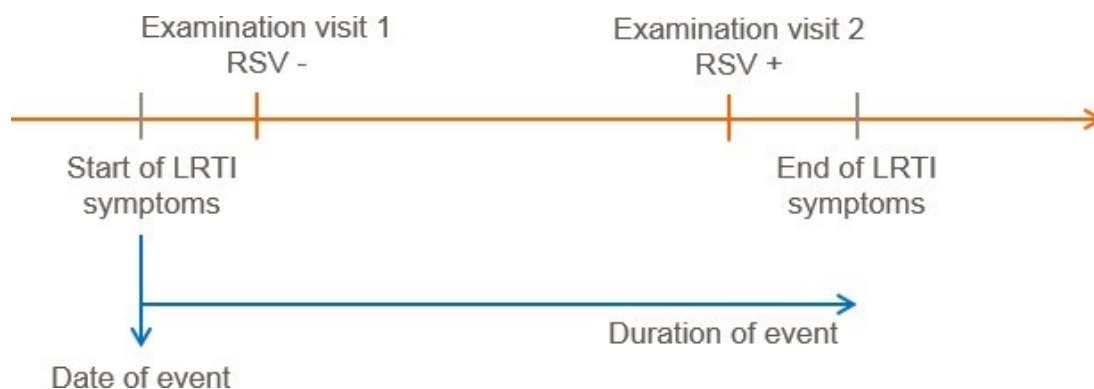 Examination visit 1
RSV -
Examination visit 2
RSV +
Start of LRTI
symptoms
End of LRTI
symptoms
Duration of event
Date of event